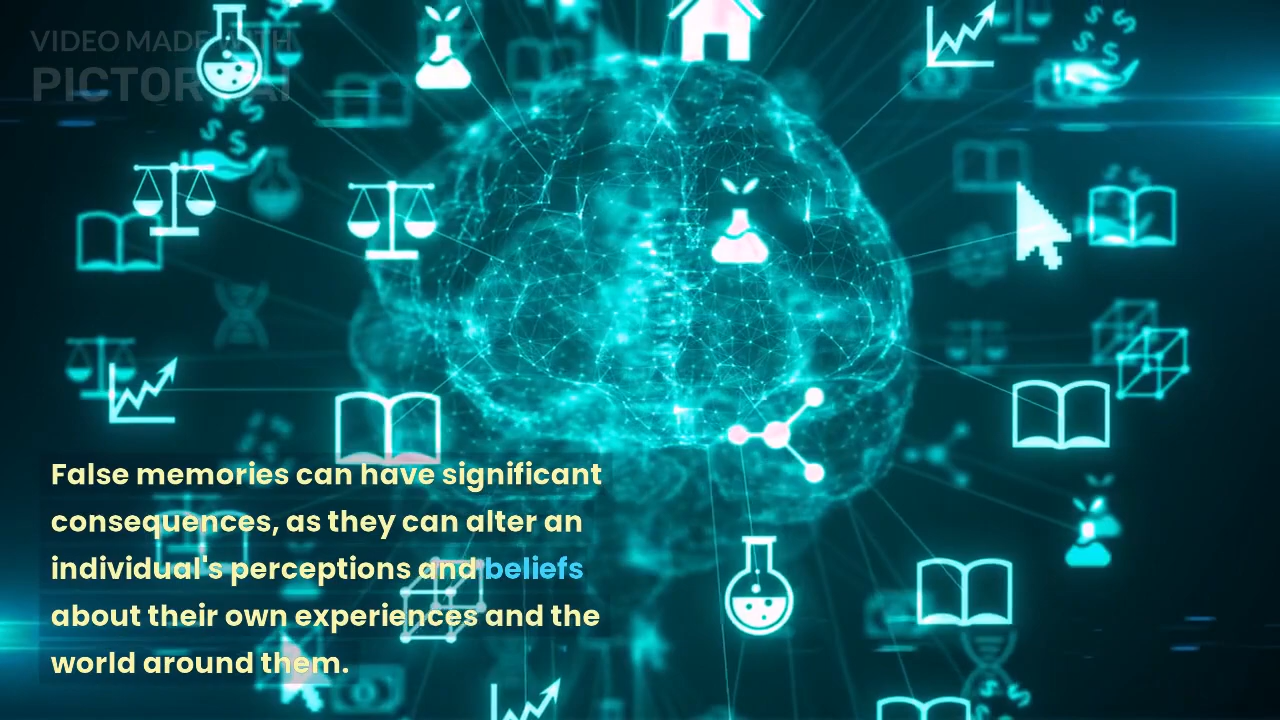 VIDEO MADE WITH
PICTORY.AI
False memories can have significant
consequences, as they can alter an
individual's perceptions and beliefs
about their own experiences and the
world around them.